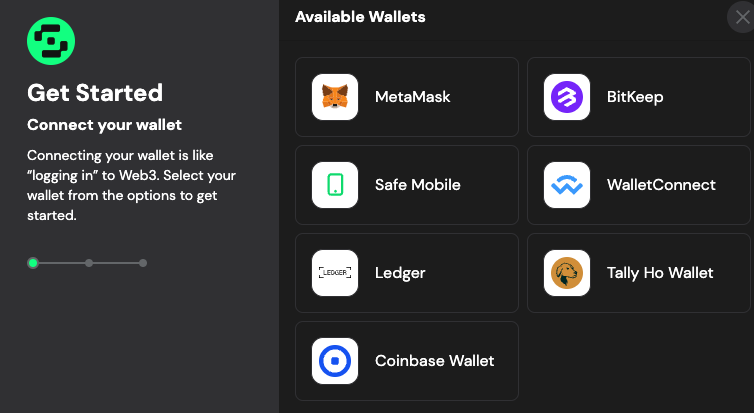 Get Started
Connect your wallet
Connecting your wallet is like
"logging in" to Web3. Select your
wallet from the options to get
started.
Available Wallets
MetaMask
BitKeep
Safe Mobile
WalletConnect
LEDGER
Ledger
Tally Ho Wallet
Coinbase Wallet